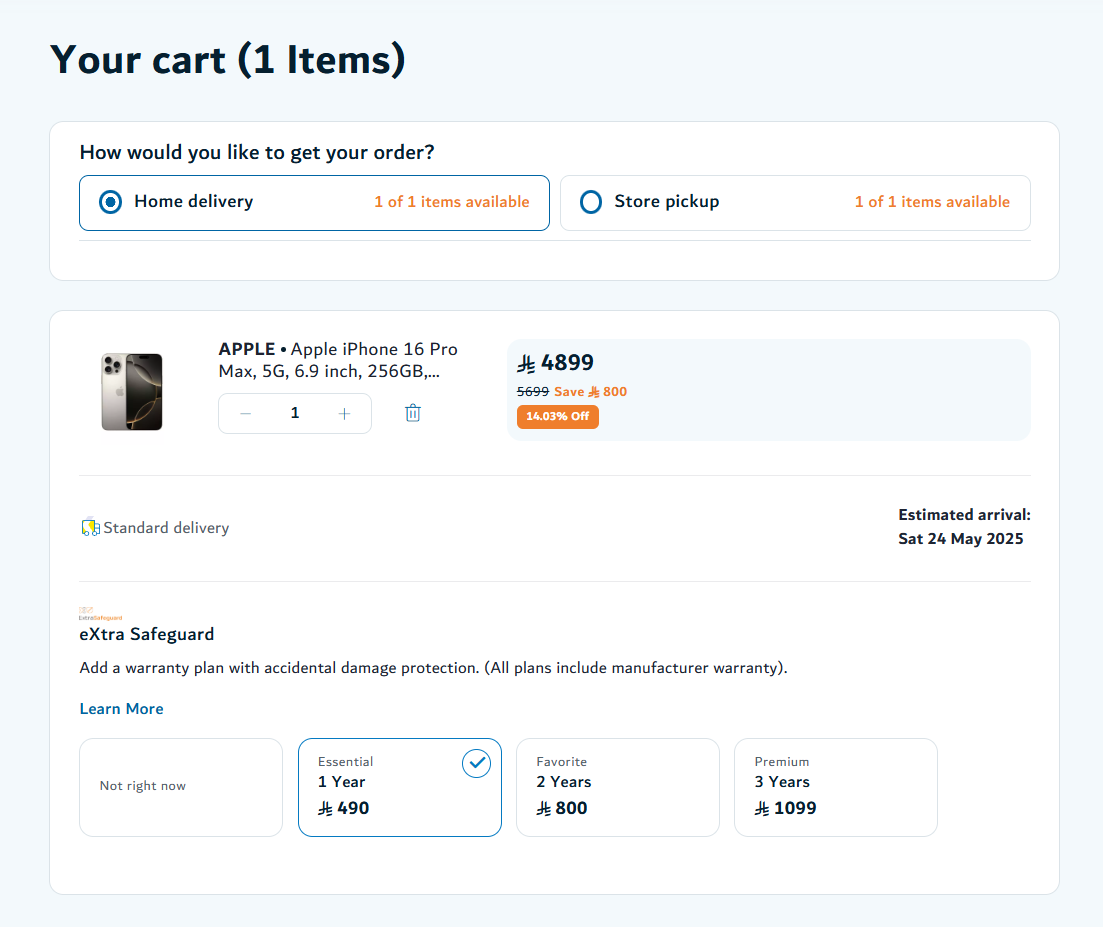 Your cart (1 Items)
How would you like to get your order?
Home delivery 1 of 1 items available
Store pickup 1 of 1 items available
APPLE • Apple iPhone 16 Pro
Max, 5G, 6.9 inch, 256GB,...
1
⃁ 4899
5699 Save ⃁ 800
14.03% Off
Standard delivery
Estimated arrival:
Sat 24 May 2025
ExtraSafeguard
eXtra Safeguard
Add a warranty plan with accidental damage protection. (All plans include manufacturer warranty).
Learn More
Not right now
Essential
1 Year
⃁ 490
Favorite
2 Years
⃁ 800
Premium
3 Years
⃁ 1099